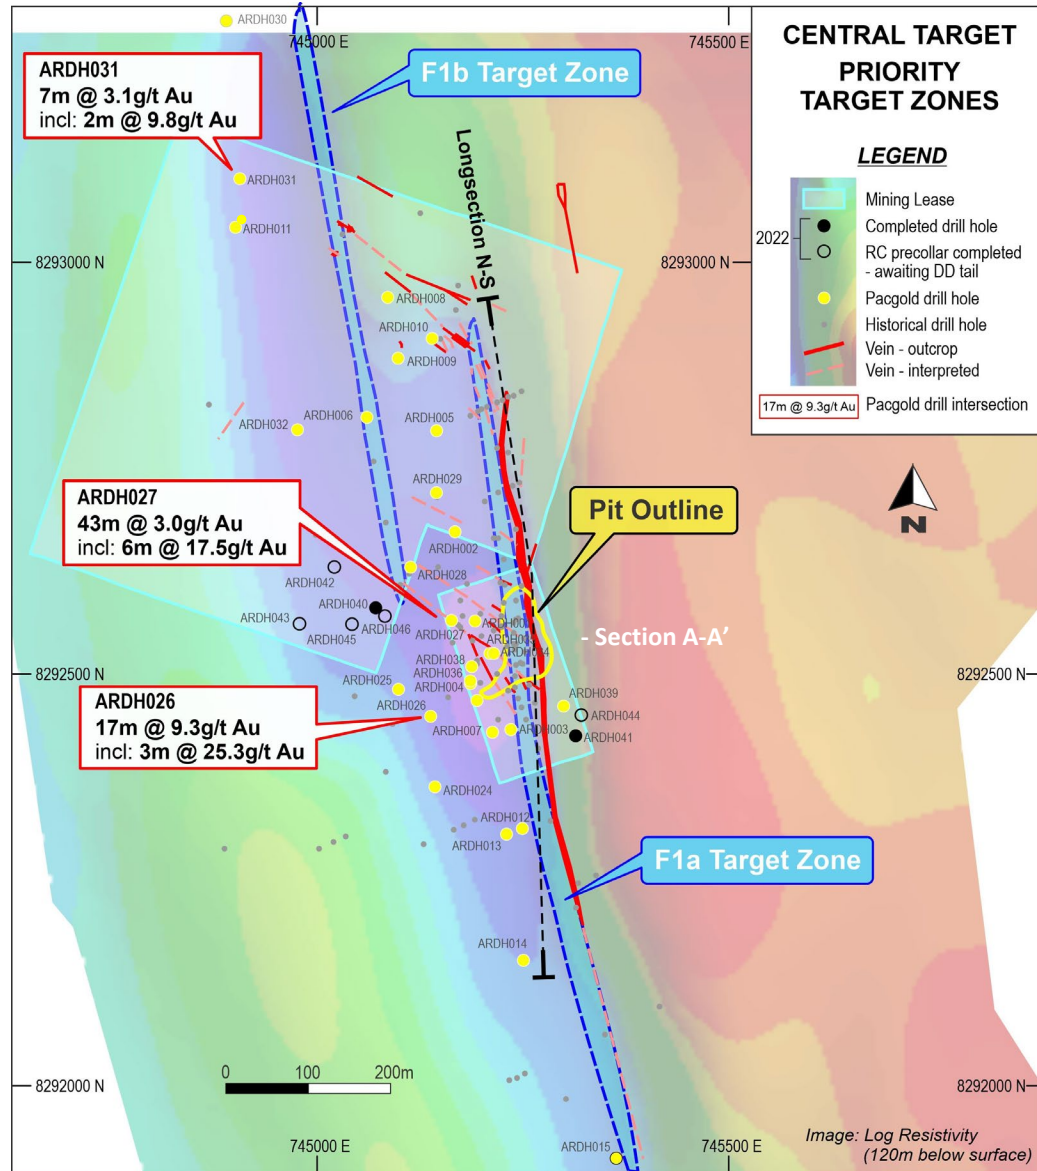 ARDH030
745000 E
745500 E
CENTRAL TARGET
PRIORITY
TARGET ZONES
LEGEND
Mining Lease
2022
Completed drill hole
RC precollar completed
- awaiting DD tail
Pacgold drill hole
Historical drill hole
Vein - outcrop
Vein - interpreted
17m @ 9.3g/t Au
Pacgold drill intersection
F1b Target Zone
ARDH031
7m @ 3.1g/t Au
incl: 2m @ 9.8g/t Au
Longsection N-S
ARDH031
ARDH011
8293000 N
8293000 N
ARDH008
ARDH010
ARDH009
ARDH006
ARDH032
ARDH005
ARDH029
N
ARDH027
43m @ 3.0g/t Au
incl: 6m @ 17.5g/t Au
Pit Outline
ARDH002
ARDH028
ARDH042
ARDH040
ARDH043
ARDH046
ARDH045
ARDH027
- Section A-A’
ARDH038
ARDH036
ARDH004
ARDH025
8292500 N
8292500 N
ARDH026
17m @ 9.3g/t Au
incl: 3m @ 25.3g/t Au
ARDH026
ARDH039
ARDH044
ARDH007
ARDH003
ARDH041
ARDH024
ARDH012
ARDH013
F1a Target Zone
ARDH014
0 100 200m
8292000 N
8292000 N
ARDH015
745000 E
745500 E
Image: Log Resistivity
(120m below surface)